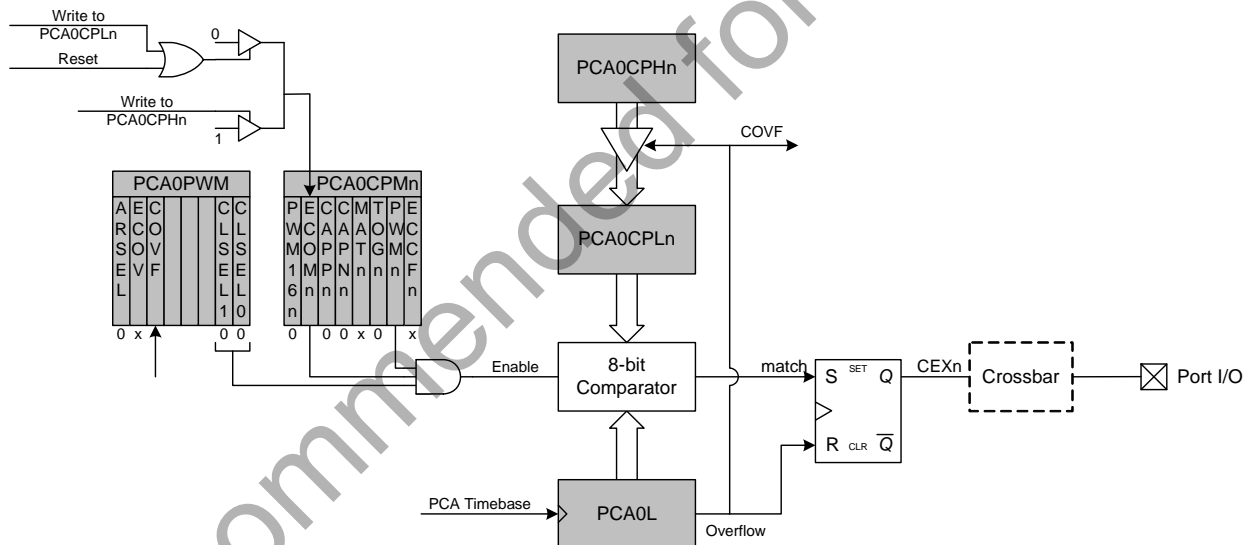 Write to
PCA0CPLn
Reset
0
Write to
PCA0CPHn
1
PCA0CPHn
COVF
PCA0PWM
ARSEL
ECOV
COVF
CLSEL1
CLSEL0
0 x 0 0
PCA0CPMn
PWM16n
ECOMn
CAPPn
CAPNn
MATn
TOGn
PWMn
ECCFn
0 0 0 x 0 x
PCA0CPLn
Enable
8-bit
Comparator
match
S SET Q
R CLR Q
CEXn
Crossbar
Port I/O
PCA Timebase
PCA0L
Overflow
ommended for